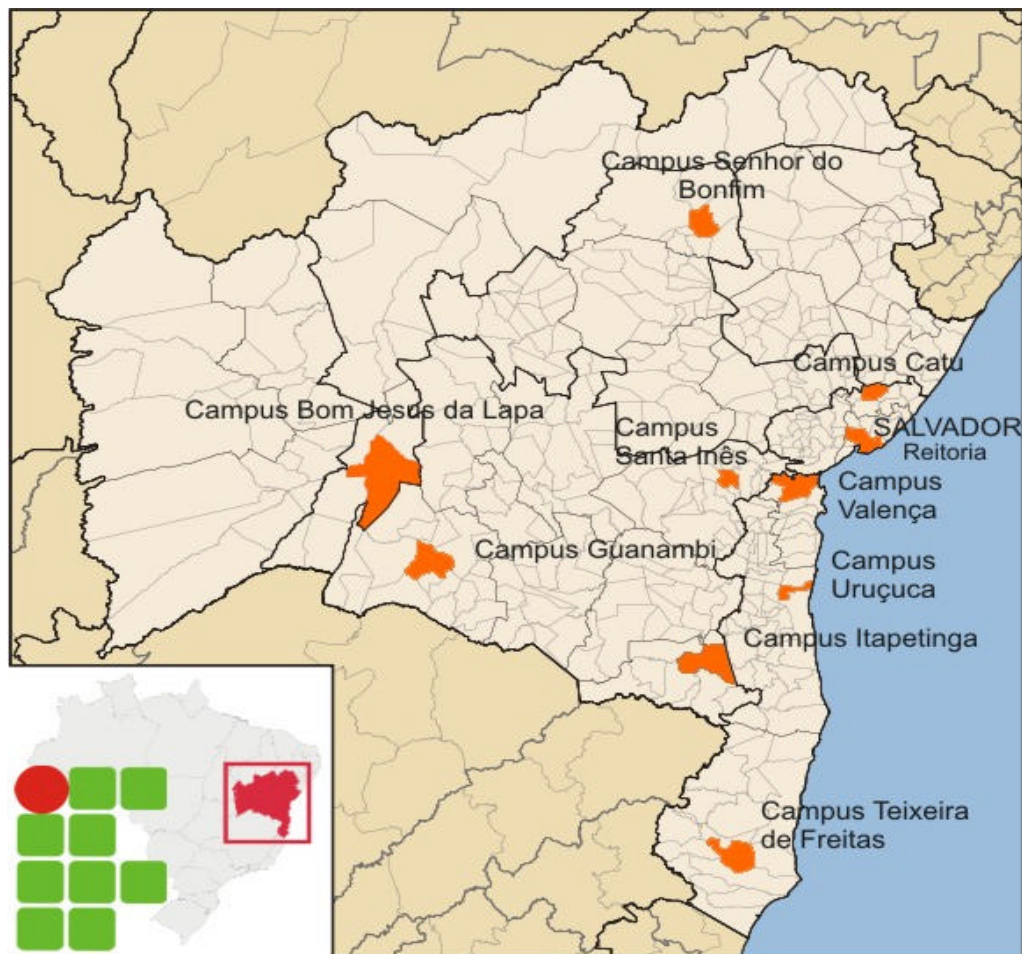 Campus Senhor do
Bonfim
Campus Catu
Campus Bom Jesus da Lapa
SALVADOR
Reitoria
Campus
Santa Inês
Campus
Valença
Campus Guanambi
Campus
Uruçuca
Campus Itapetinga
Campus Teixeira
de Freitas